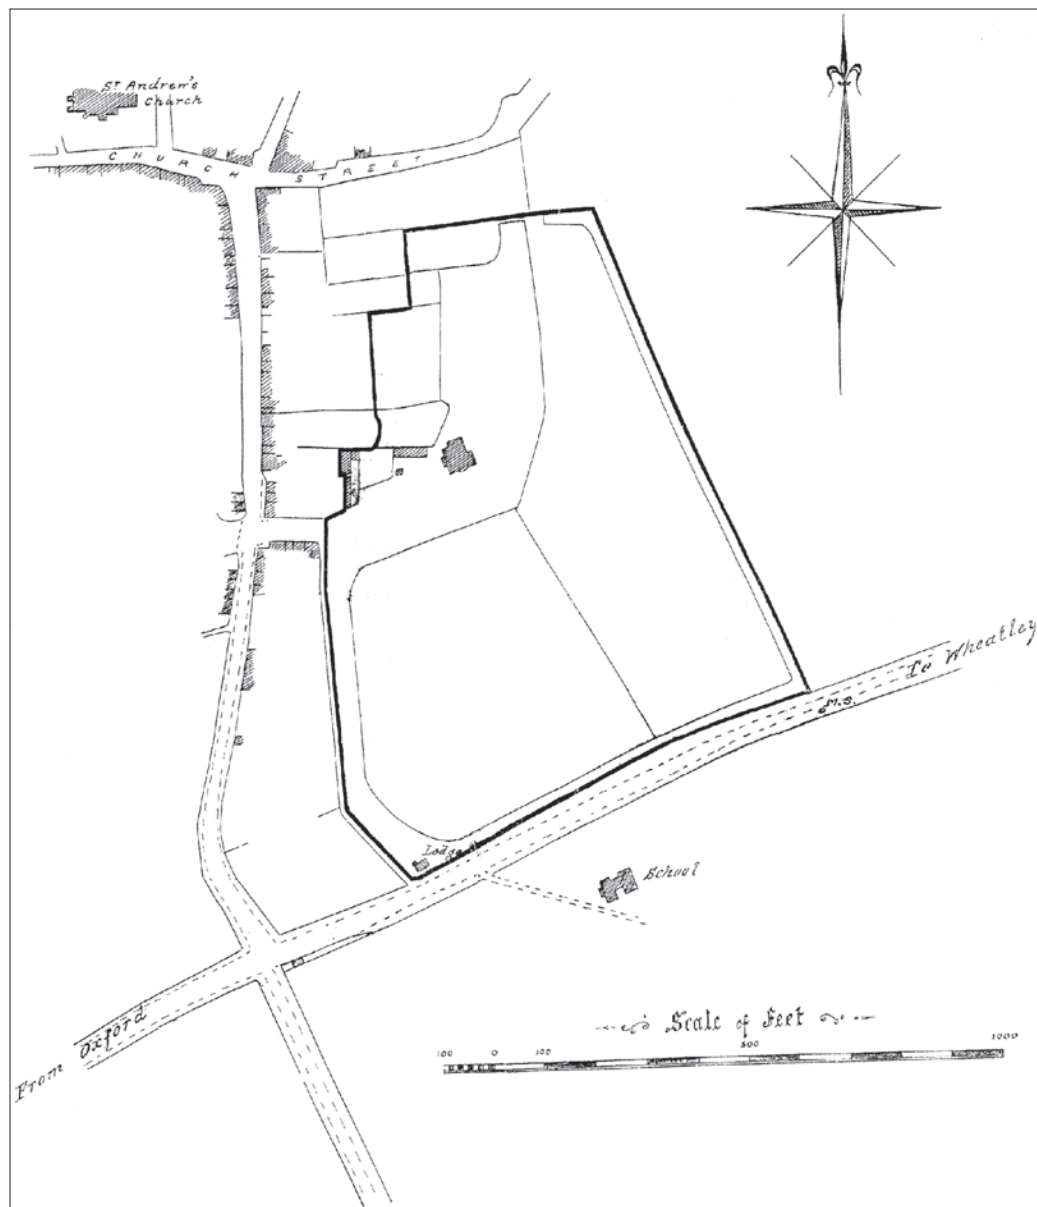 St Andrew's
Church
CHURCH STREET
To Wheatley
M.S.
Lodge
School
From Oxford
Scale of Feet
100 0 100 500 1000